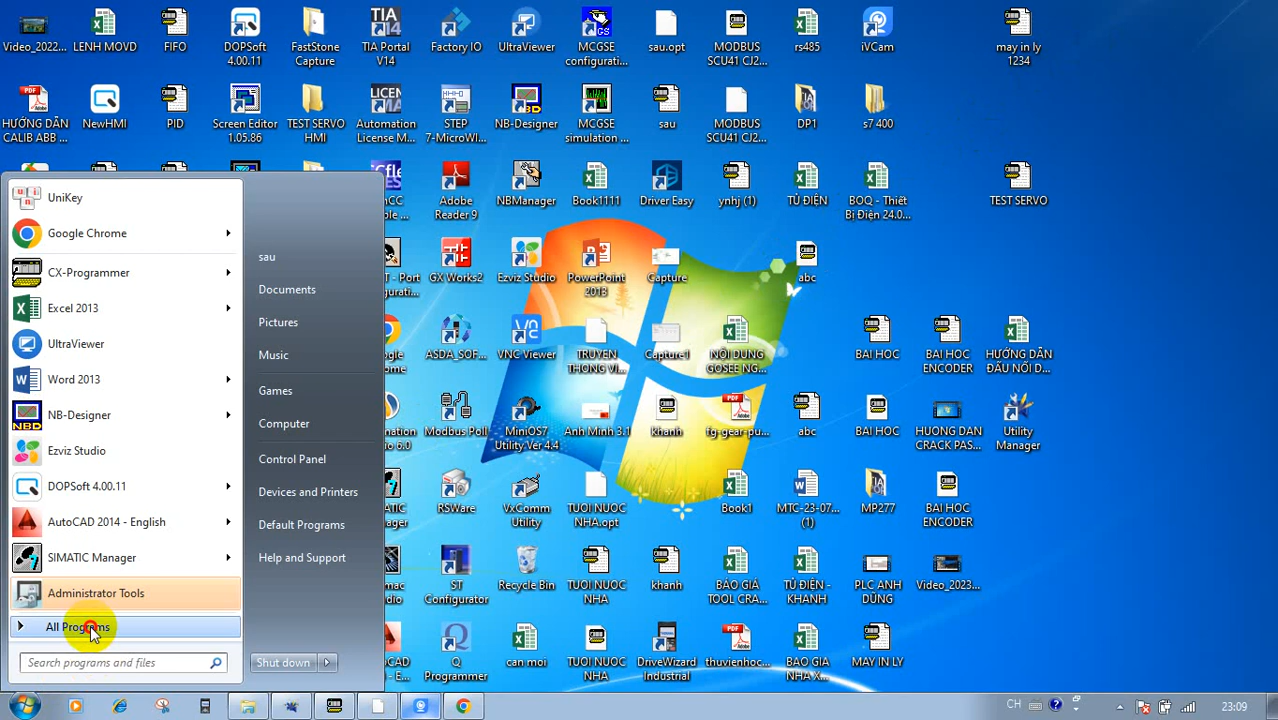 Video_2022...
LENH MOVD
FIFO
DOPSoft
4.00.11
FastStone
Capture
TIA Portal
V14
Factory IO
UltraViewer
MCGSE
configurati...
sau.opt
MODBUS
SCU41 CJ2...
rs485
iVCam
may in ly
1234
HƯỚNG DẪN
CALIB ABB ...
NewHMI
PID
Screen Editor
1.05.86
TEST SERVO
HMI
Automation
License M...
STEP
7-MicroWI...
NB-Designer
MCGSE
simulation ...
sau
MODBUS
SCU41 CJ2...
DP1
s7 400
Adobe
Reader 9
NBManager
Book1111
Driver Easy
ynhj (1)
TỦ ĐIỆN
BOQ - Thiết
Bị Điện 24.0...
TEST SERVO
GX Works2
Ezviz Studio
PowerPoint
2013
Capture
abc
ASDA_SOF...
VNC Viewer
TRUYEN
THONG VI...
Capture1
NỘI DUNG
GOSEE NG...
BAI HOC
BAI HOC
ENCODER
HƯỚNG DẪN
ĐẤU NỐI D...
Modbus Poll
MiniOS7
Utility Ver 4.4
Anh Minh 3.1
khanh
fg-gear-pu...
abc
BAI HOC
HUONG DAN
CRACK PAS...
Utility
Manager
RSWare
VxComm
Utility
TUOI NUOC
NHA.opt
Book1
MTC-23-07...
(1)
MP277
BAI HOC
ENCODER
ST
Configurator
Recycle Bin
TUOI NUOC
NHA
khanh
BÁO GIÁ
TOOL CRA...
TỦ ĐIỆN -
KHANH
PLC ANH
DŨNG
Video_2023...
Q
Programmer
can moi
TUOI NUOC
NHA
DriveWizard
Industrial
thuvienhoc...
BAO GIA
NHA X...
MAY IN LY
UniKey
Google Chrome
CX-Programmer
Excel 2013
UltraViewer
Word 2013
NB-Designer
Ezviz Studio
DOPSoft 4.00.11
AutoCAD 2014 - English
SIMATIC Manager
Administrator Tools
All Programs
Search programs and files
sau
Documents
Pictures
Music
Games
Computer
Control Panel
Devices and Printers
Default Programs
Help and Support
Shut down
CH
23:09